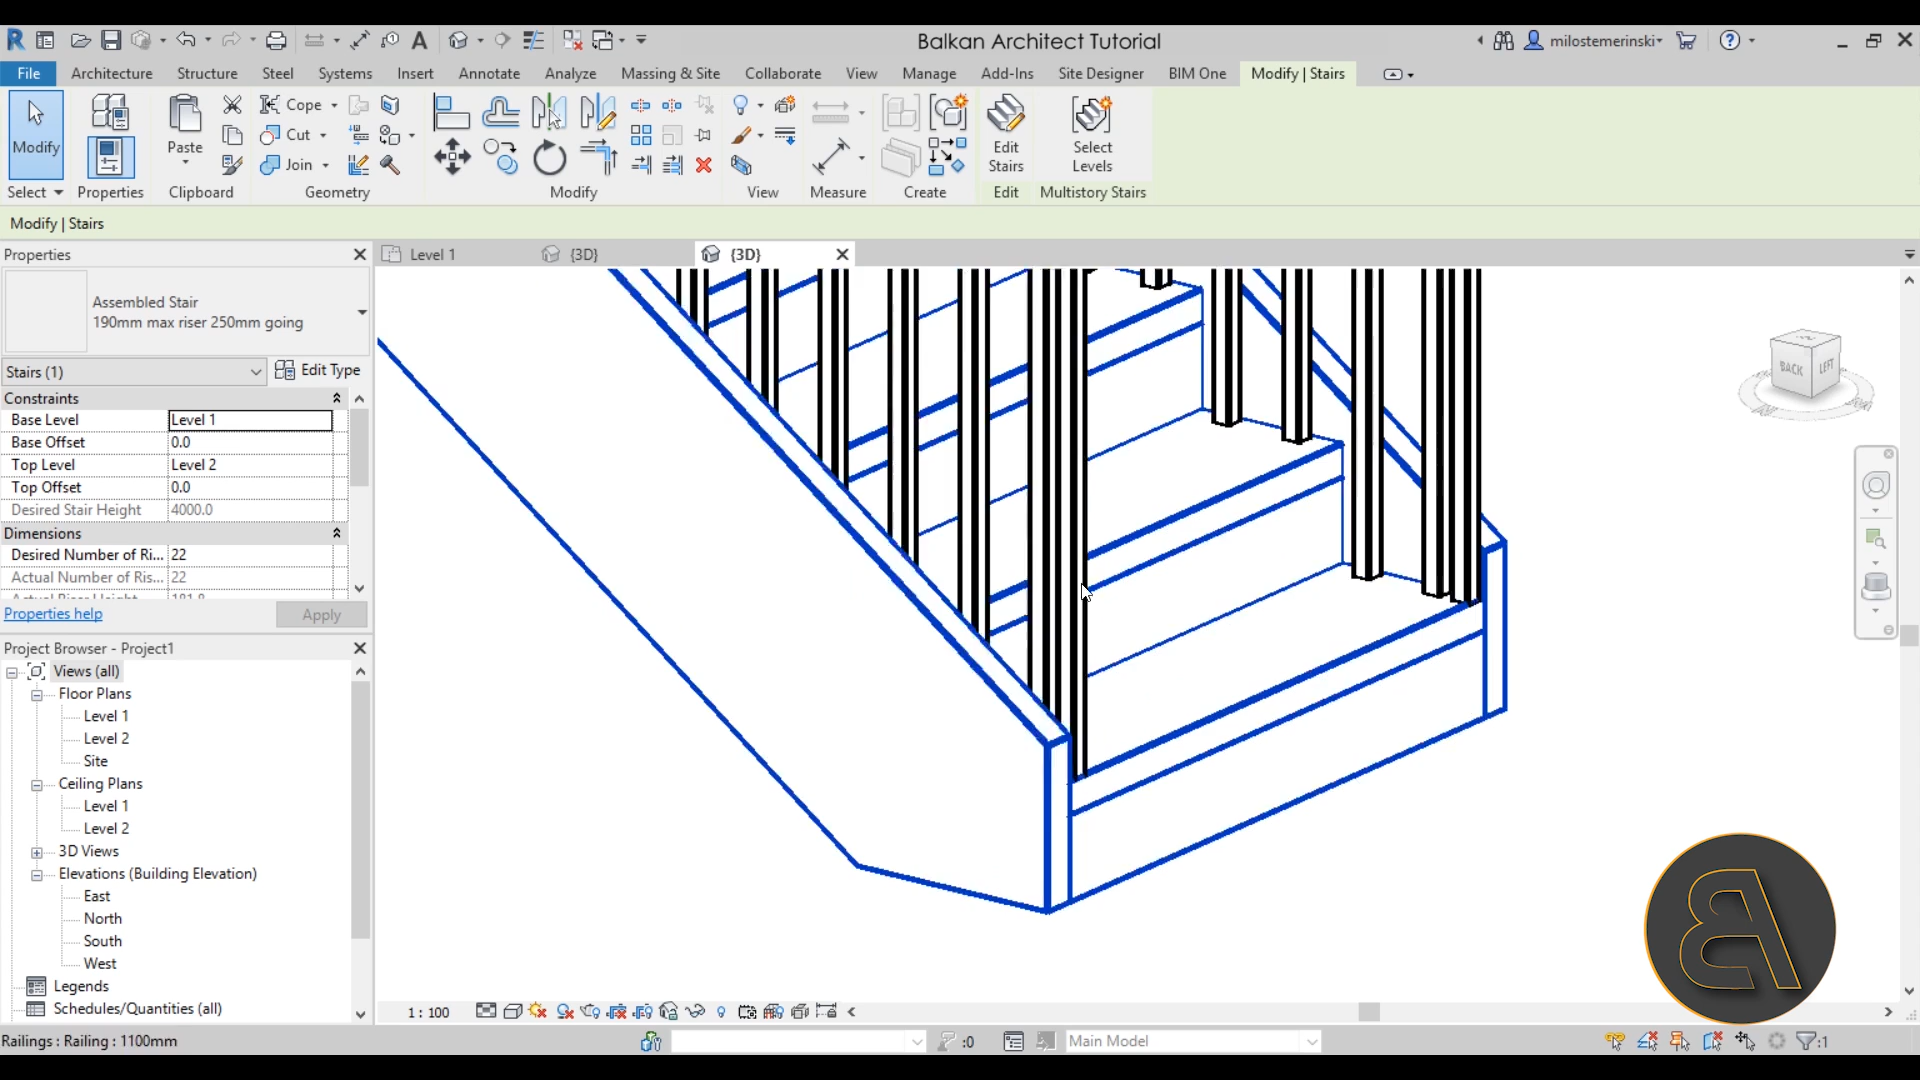 Balkan Architect Tutorial
milostemerinski
File Architecture Structure Steel Systems Insert Annotate Analyze Massing & Site Collaborate View Manage Add-Ins Site Designer BIM One Modify | Stairs
Modify Paste Cope Cut Join Edit Stairs Select Levels
Select Properties Clipboard Geometry Modify View Measure Create Edit Multistory Stairs
Modify | Stairs
Properties
Level 1 {3D} {3D}
Assembled Stair
190mm max riser 250mm going
Stairs (1) Edit Type
Constraints
Base Level Level 1
Base Offset 0.0
Top Level Level 2
Top Offset 0.0
Desired Stair Height 4000.0
Dimensions
Desired Number of Ri... 22
Actual Number of Ris... 22
Properties help Apply
BACK LEFT
Project Browser - Project1
Views (all)
Floor Plans
Level 1
Level 2
Site
Ceiling Plans
Level 1
Level 2
3D Views
Elevations (Building Elevation)
East
North
South
West
Legends
Schedules/Quantities (all)
1 : 100
Railings : Railing : 1100mm :0 Main Model :1